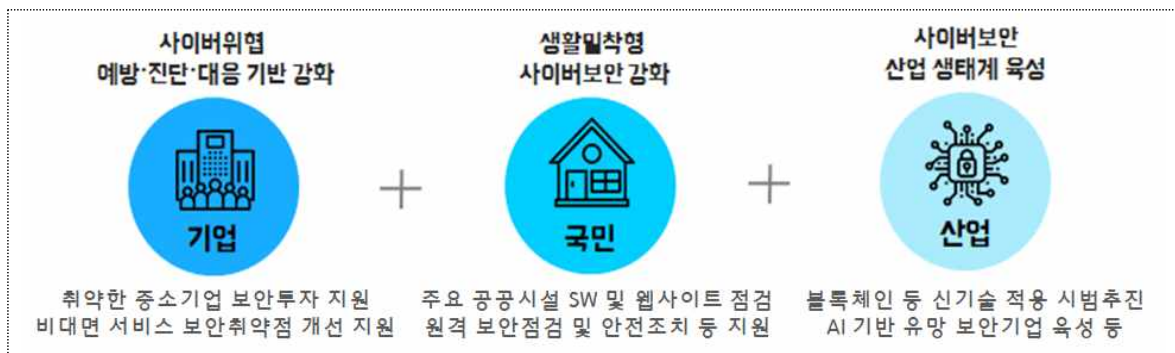 사이버위협
예방·진단·대응 기반 강화
기업
취약한 중소기업 보안투자 지원
비대면 서비스 보안취약점 개선 지원
생활밀착형
사이버보안 강화
국민
주요 공공시설 SW 및 웹사이트 점검
원격 보안점검 및 안전조치 등 지원
사이버보안
산업 생태계 육성
산업
블록체인 등 신기술 적용 시범추진
AI 기반 유망 보안기업 육성 등